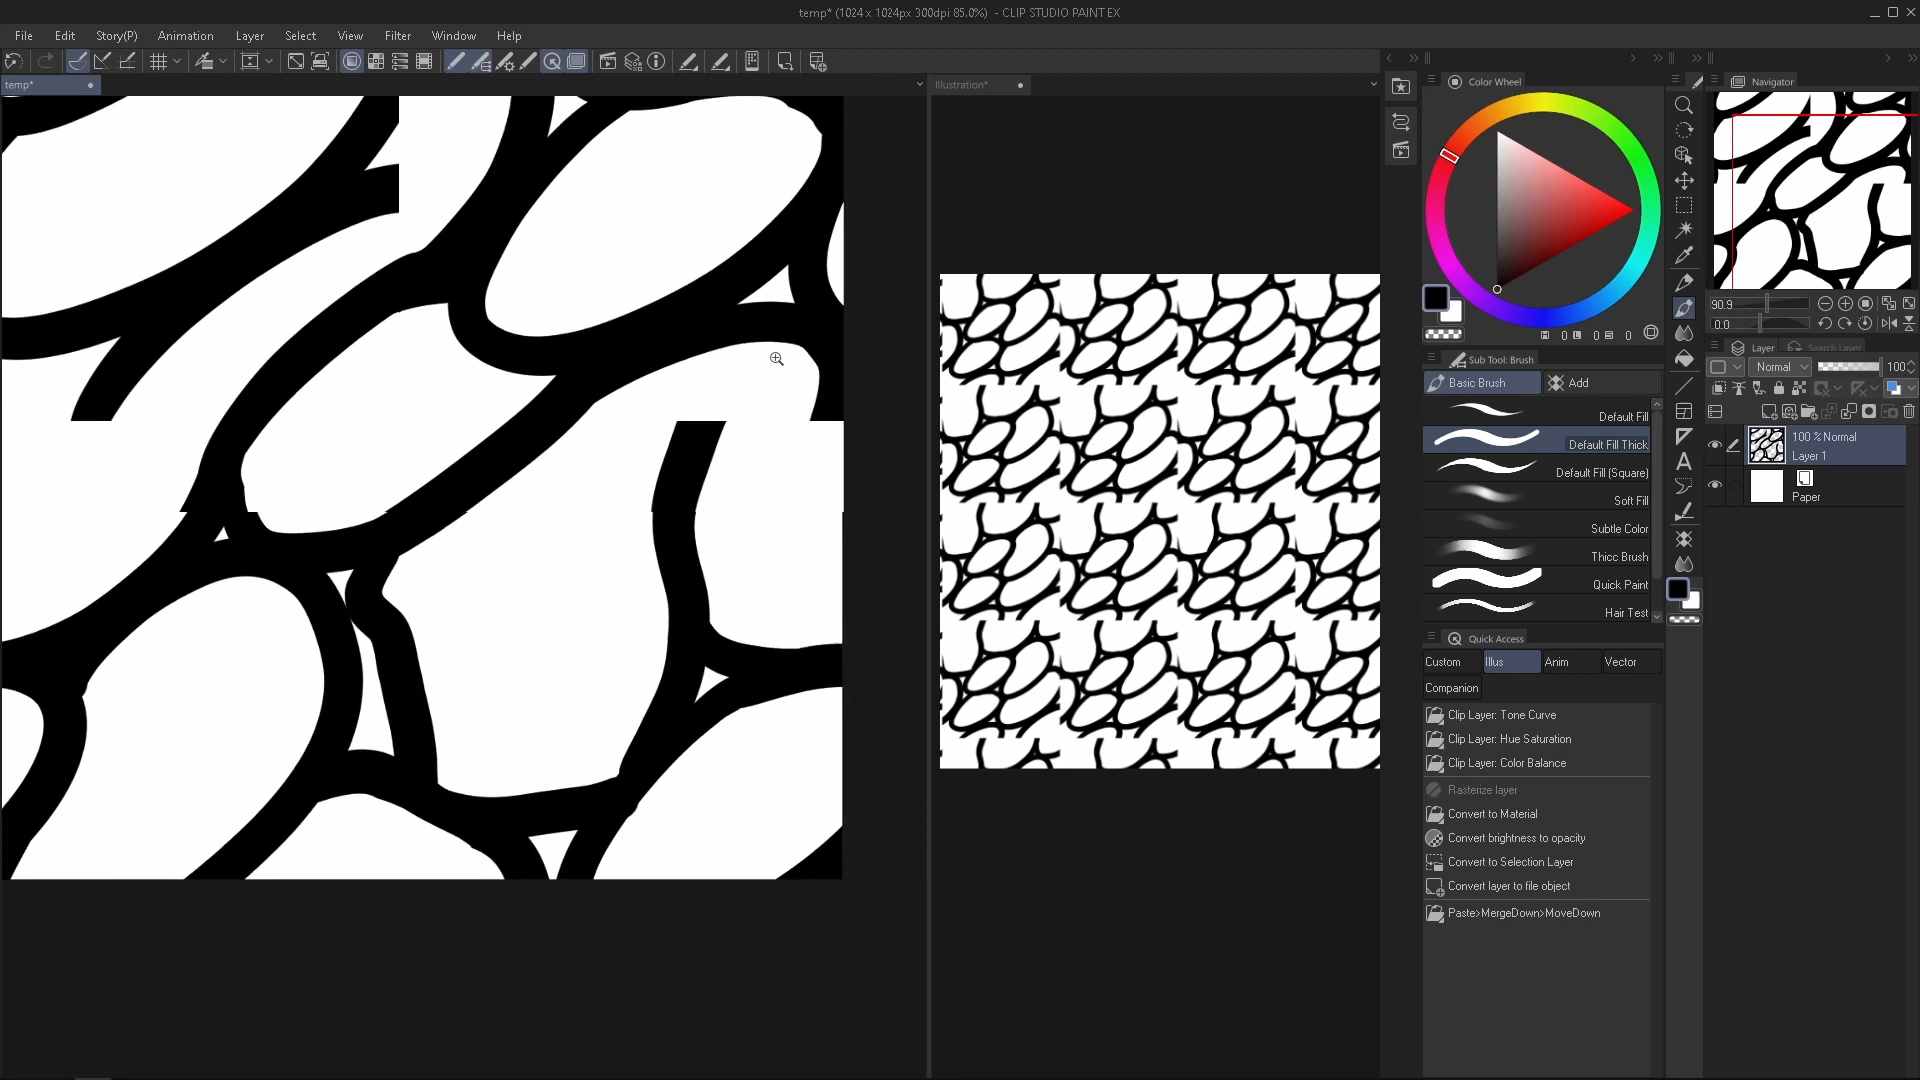 temp* (1024 x 1024px 300dpi 85.0%) - CLIP STUDIO PAINT EX
File Edit Story(P) Animation Layer Select View Filter Window Help
temp*
Illustration*
Color Wheel
Navigator
90.9
0.0
H 0 L 0 S 0
Layer Search Layer
Normal 100
100 % Normal
Layer 1
Paper
Sub Tool: Brush
Basic Brush Add
Default Fill
Default Fill Thick
Default Fill (Square)
Soft Fill
Subtle Color
Thicc Brush
Quick Paint
Hair Test
Quick Access
Custom Illus Anim Vector
Companion
Clip Layer: Tone Curve
Clip Layer: Hue Saturation
Clip Layer: Color Balance
Rasterize layer
Convert to Material
Convert brightness to opacity
Convert to Selection Layer
Convert layer to file object
Paste>MergeDown>MoveDown